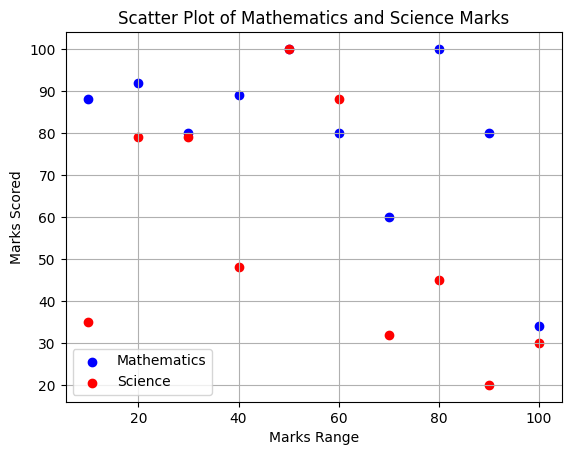 Scatter Plot of Mathematics and Science Marks
Marks Scored
100
90
80
70
60
50
40
30
20
Mathematics
Science
20 40 60 80 100
Marks Range